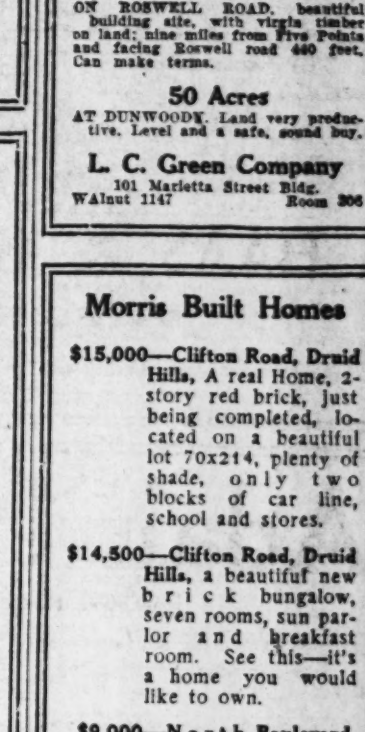 ON ROSWELL ROAD, beautiful
building site, with virgin timber
on land; nine miles from Five Points
and facing Roswell road 440 feet.
Can make terms.
50 Acres
AT DUNWOODY. Land very produc-
tive. Level and a safe, sound buy.
L. C. Green Company
101 Marietta Street Bldg.
WAlnut 1147 Room 306
Morris Built Homes
$15,000—Clifton Road, Druid
Hills, A real Home, 2-
story red brick, just
being completed, lo-
cated on a beautiful
lot 70x214, plenty of
shade, only two
blocks of car line,
school and stores.
$14,500—Clifton Road, Druid
Hills, a beautiful new
brick bungalow,
seven rooms, sun par-
lor and breakfast
room. See this—it's
a home you would
like to own.
$9,000—North Boulevard